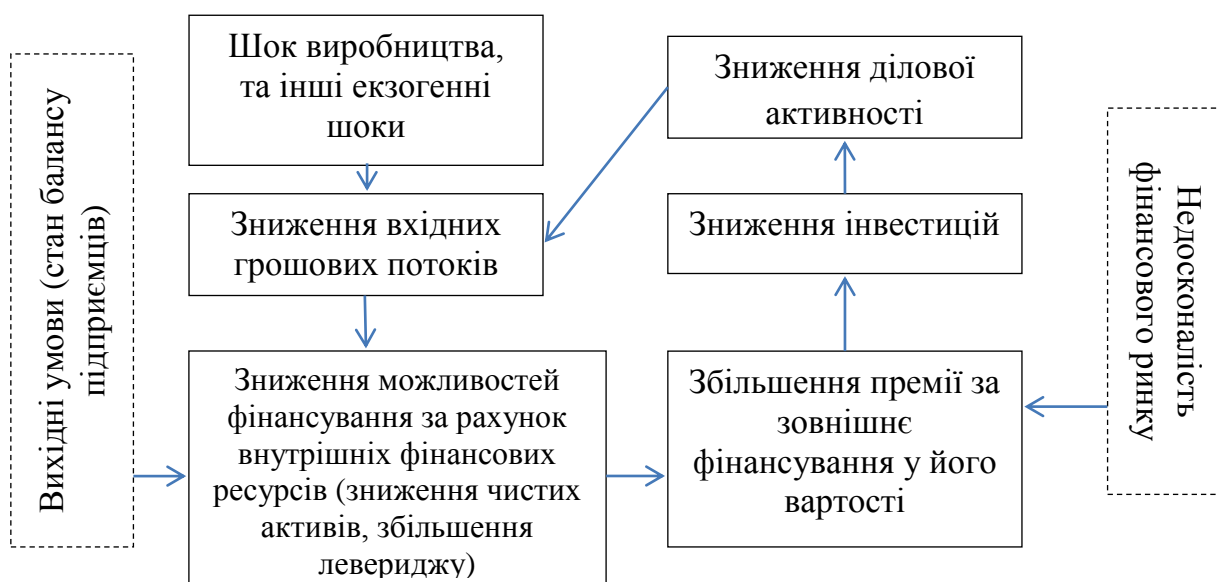 Вихідні умови (стан балансу
підприємців)
Шок виробництва,
та інші екзогенні
шоки
Зниження вхідних
грошових потоків
Зниження можливостей
фінансування за рахунок
внутрішніх фінансових
ресурсів (зниження чистих
активів, збільшення
левериджу)
Зниження ділової
активності
Зниження інвестицій
Збільшення премії за
зовнішнє
фінансування у його
вартості
Недосконалість
фінансового ринку